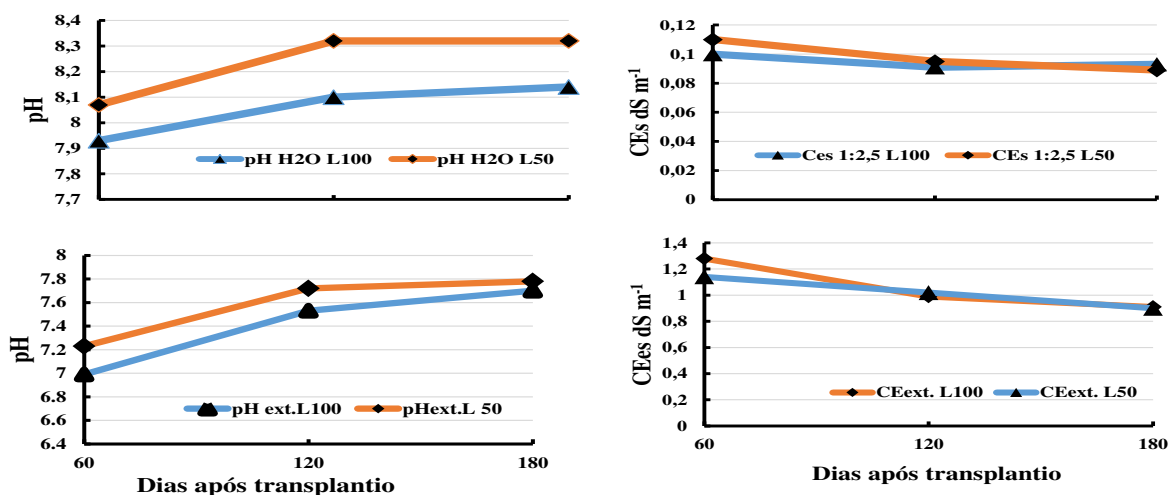 8,4
8,3
8,2
8,1
8
7,9
7,8
7,7
pH
pH H2O L100
pH H2O L50
0,12
0,1
0,08
0,06
0,04
0,02
0
CEs dS m-1
Ces 1:2,5 L100
CEs 1:2,5 L50
8
7.8
7.6
7.4
7.2
7
6.8
6.6
6.4
pH
pH ext.L100
pHext.L 50
60
120
180
Dias após transplantio
1,4
1,2
1
0,8
0,6
0,4
0,2
0
CEes dS m-1
CEext. L100
CEext. L50
60
120
180
Dias após transplantio